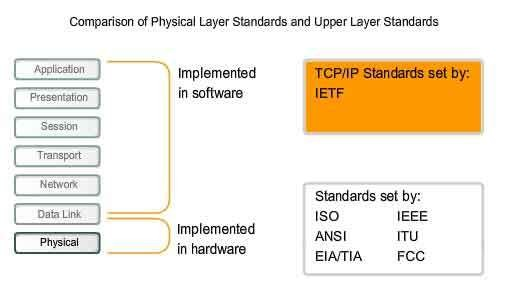 Comparison of Physical Layer Standards and Upper Layer Standards
Application
Presentation
Session
Transport
Network
Data Link
Physical
Implemented
in software
Implemented
in hardware
TCP/IP Standards set by:
IETF
Standards set by:
ISO IEEE
ANSI ITU
EIA/TIA FCC